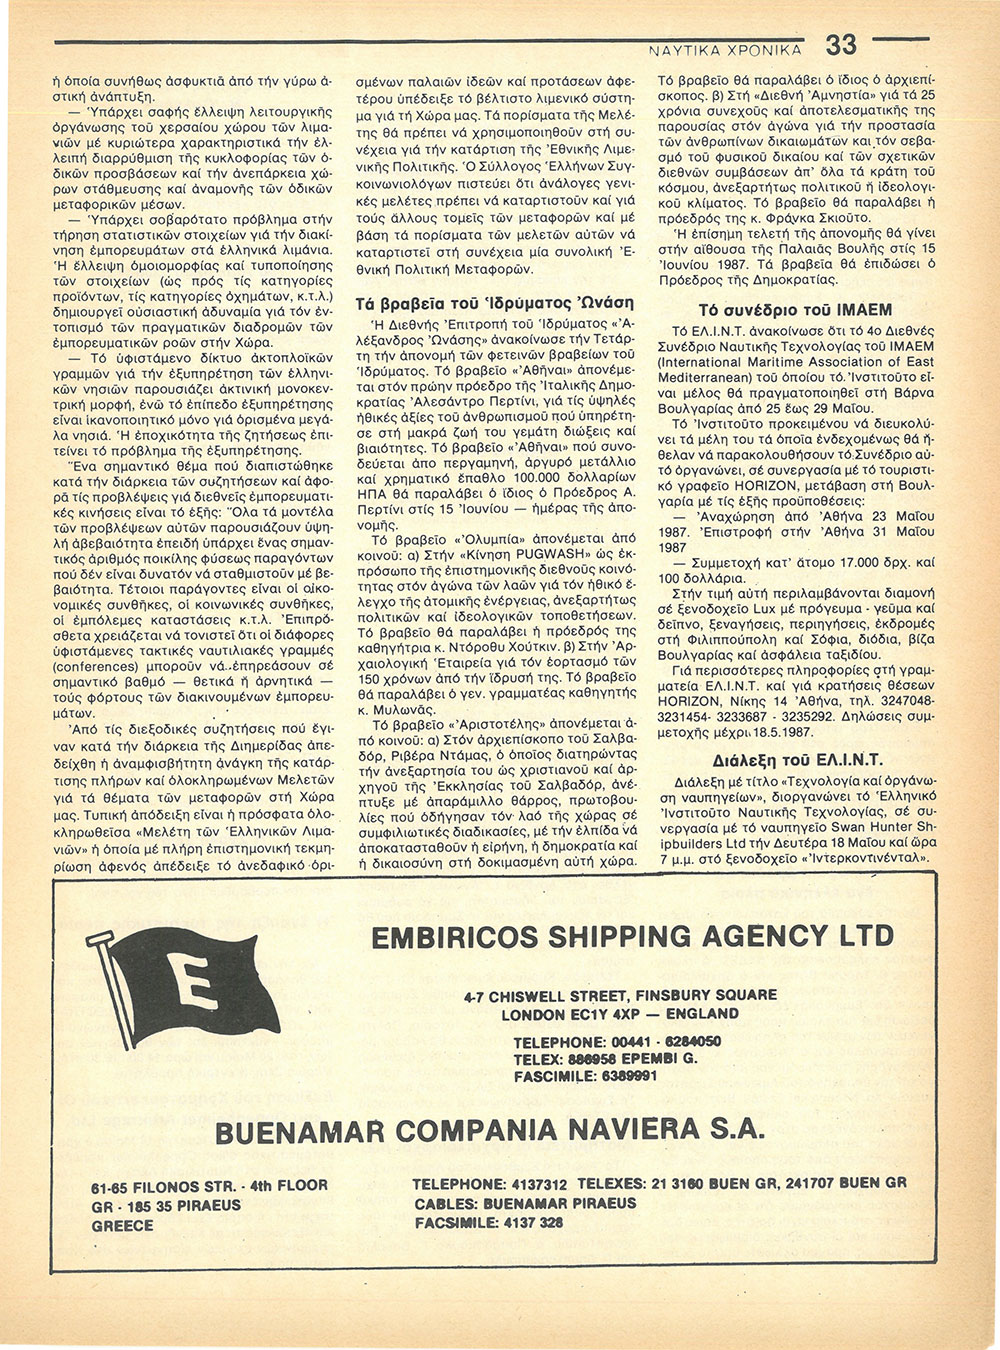 ΝΑΥΤΙΚΑ ΧΡΟΝΙΚΑ 33
ἡ ὁποία συνήθως ἀσφυκτιᾶ ἀπό τήν γύρω ἀ-
στική ἀνάπτυξη.
— Ὑπάρχει σαφής ἔλλειψη λειτουργικῆς
ὀργάνωσης τοῦ χερσαίου χώρου τῶν λιμα-
νιῶν μέ κυριώτερα χαρακτηριστικά τήν ἐλ-
λειπή διαρρύθμιση τῆς κυκλοφορίας τῶν ὁ-
δικῶν προσβάσεων καί τήν ἀνεπάρκεια χώ-
ρων στάθμευσης καί ἀναμονῆς τῶν ὁδικῶν
μεταφορικῶν μέσων.
— Ὑπάρχει σοβαρότατο πρόβλημα στήν
τήρηση στατιστικῶν στοιχείων γιά τήν διακί-
νηση ἐμπορευμάτων στά ἑλληνικά λιμάνια.
Ἡ ἔλλειψη ὁμοιομορφίας καί τυποποίησης
τῶν στοιχείων (ὡς πρός τίς κατηγορίες
προϊόντων, τίς κατηγορίες ὀχημάτων, κ.τ.λ.)
δημιουργεῖ οὐσιαστική ἀδυναμία γιά τόν ἐν-
τοπισμό τῶν πραγματικῶν διαδρομῶν τῶν
ἐμπορευματικῶν ροῶν στήν Χώρα.
— Τό ὑφιστάμενο δίκτυο ἀκτοπλοϊκῶν
γραμμῶν γιά τήν ἐξυπηρέτηση τῶν ἑλληνι-
κῶν νησιῶν παρουσιάζει ἀκτινική μονοκεν-
τρική μορφή, ἐνῶ τό ἐπίπεδο ἐξυπηρέτησης
εἶναι ἱκανοποιητικό μόνο γιά ὁρισμένα μεγά-
λα νησιά. Ἡ ἐποχικότητα τῆς ζητήσεως ἐπι-
τείνει τό πρόβλημα τῆς ἐξυπηρέτησης.
Ἕνα σημαντικό θέμα πού διαπιστώθηκε
κατά τήν διάρκεια τῶν συζητήσεων καί ἀφο-
ρᾶ τίς προβλέψεις γιά διεθνεῖς ἐμπορευματι-
κές κινήσεις εἶναι τό ἑξῆς: Ὅλα τά μοντέλα
τῶν προβλέψεων αὐτῶν παρουσιάζουν ὑψη-
λή ἀβεβαιότητα ἐπειδή ὑπάρχει ἕνας σημαν-
τικός ἀριθμός ποικίλης φύσεως παραγόντων
πού δέν εἶναι δυνατόν νά σταθμιστοῦν μέ βε-
βαιότητα. Τέτοιοι παράγοντες εἶναι οἱ οἰκο-
νομικές συνθῆκες, οἱ κοινωνικές συνθῆκες,
οἱ ἐμπόλεμες καταστάσεις κ.τ.λ. Ἐπιπρό-
σθετα χρειάζεται νά τονιστεῖ ὅτι οἱ διάφορες
ὑφιστάμενες τακτικές ναυτιλιακές γραμμές
(conferences) μποροῦν νά ἐπηρεάσουν σέ
σημαντικό βαθμό — θετικά ἤ ἀρνητικά —
τούς φόρτους τῶν διακινουμένων ἐμπορευ-
μάτων.
Ἀπό τίς διεξοδικές συζητήσεις πού ἔγι-
ναν κατά τήν διάρκεια τῆς Διημερίδας ἀπε-
δείχθη ἡ ἀναμφισβήτητη ἀνάγκη τῆς κατάρ-
τισης πλήρων καί ὁλοκληρωμένων Μελετῶν
γιά τά θέματα τῶν μεταφορῶν στή Χώρα
μας. Τυπική ἀπόδειξη εἶναι ἡ πρόσφατα ὁλο-
κληρωθεῖσα «Μελέτη τῶν Ἑλληνικῶν Λιμα-
νιῶν» ἡ ὁποία μέ πλήρη ἐπιστημονική τεκμη-
ρίωση ἀφενός ἀπέδειξε τό ἀνεδαφικό ὁρι-
σμένων παλαιῶν ἰδεῶν καί προτάσεων ἀφε-
τέρου ὑπέδειξε τό βέλτιστο λιμενικό σύστη-
μα γιά τή Χώρα μας. Τά πορίσματα τῆς Μελέ-
της θά πρέπει νά χρησιμοποιηθοῦν στή συ-
νέχεια γιά τήν κατάρτιση τῆς Ἐθνικῆς Λιμε-
νικῆς Πολιτικῆς. Ὁ Σύλλογος Ἑλλήνων Συγ-
κοινωνιολόγων πιστεύει ὅτι ἀνάλογες γενι-
κές μελέτες πρέπει νά καταρτιστοῦν καί γιά
τούς ἄλλους τομεῖς τῶν μεταφορῶν καί μέ
βάση τά πορίσματα τῶν μελετῶν αὐτῶν νά
καταρτιστεῖ στή συνέχεια μία συνολική Ἐ-
θνική Πολιτική Μεταφορῶν.
Τά βραβεῖα τοῦ Ἱδρύματος Ὠνάση
Ἡ Διεθνής Ἐπιτροπή τοῦ Ἱδρύματος «Ἀ-
λέξανδρος Ὠνάσης» ἀνακοίνωσε τήν Τετάρ-
τη τήν ἀπονομή τῶν φετεινῶν βραβείων τοῦ
Ἱδρύματος. Τό βραβεῖο «Ἀθῆναι» ἀπονέμε-
ται στόν πρώην πρόεδρο τῆς Ἰταλικῆς Δημο-
κρατίας Ἀλεσάντρο Περτίνι, γιά τίς ὑψηλές
ἠθικές ἀξίες τοῦ ἀνθρωπισμοῦ πού ὑπηρέτη-
σε στή μακρά ζωή του γεμάτη διώξεις καί
βιαιότητες. Τό βραβεῖο «Ἀθῆναι» πού συνο-
δεύεται ἀπο περγαμηνή, ἀργυρό μετάλλιο
καί χρηματικό ἔπαθλο 100.000 δολλαρίων
ΗΠΑ θά παραλάβει ὁ ἴδιος ὁ Πρόεδρος Α.
Περτίνι στίς 15 Ἰουνίου — ἡμέρας τῆς ἀπο-
νομῆς.
Τό βραβεῖο «Ὀλυμπία» ἀπονέμεται ἀπό
κοινοῦ: α) Στήν «Κίνηση PUGWASH» ὡς ἐκ-
πρόσωπο τῆς ἐπιστημονικῆς διεθνοῦς κοινό-
τητας στόν ἀγώνα τῶν λαῶν γιά τόν ἠθικό ἔ-
λεγχο τῆς ἀτομικῆς ἐνέργειας, ἀνεξαρτήτως
πολιτικῶν καί ἰδεολογικῶν τοποθετήσεων.
Τό βραβεῖο θά παραλάβει ἡ πρόεδρός της
καθηγήτρια κ. Ντόροθυ Χούτκιν. β) Στήν Ἀρ-
χαιολογική Ἑταιρεία γιά τόν ἑορτασμό τῶν
150 χρόνων ἀπό τήν ἵδρυσή της. Τό βραβεῖο
θά παραλάβει ὁ γεν. γραμματέας καθηγητής
κ. Μυλωνᾶς.
Τό βραβεῖο «Ἀριστοτέλης» ἀπονέμεται ἀ-
πό κοινοῦ: α) Στόν ἀρχιεπίσκοπο τοῦ Σαλβα-
δόρ, Ριβέρα Ντάμας, ὁ ὁποῖος διατηρώντας
τήν ἀνεξαρτησία του ὡς χριστιανοῦ καί ἀρ-
χηγοῦ τῆς Ἐκκλησίας τοῦ Σαλβαδόρ, ἀνέ-
πτυξε μέ ἀπαράμιλλο θάρρος, πρωτοβου-
λίες πού ὁδήγησαν τόν λαό τῆς χώρας σέ
συμφιλιωτικές διαδικασίες, μέ τήν ἐλπίδα νά
ἀποκατασταθοῦν ἡ εἰρήνη, ἡ δημοκρατία καί
ἡ δικαιοσύνη στή δοκιμασμένη αὐτή χώρα.
Τό βραβεῖο θά παραλάβει ὁ ἴδιος ὁ ἀρχιεπί-
σκοπος. β) Στή «Διεθνή Ἀμνηστία» γιά τά 25
χρόνια συνεχοῦς καί ἀποτελεσματικῆς της
παρουσίας στόν ἀγώνα γιά τήν προστασία
τῶν ἀνθρωπίνων δικαιωμάτων καί τόν σεβα-
σμό τοῦ φυσικοῦ δικαίου καί τῶν σχετικῶν
διεθνῶν συμβάσεων ἀπ' ὅλα τά κράτη τοῦ
κόσμου, ἀνεξαρτήτως πολιτικοῦ ἤ ἰδεολογι-
κοῦ κλίματος. Τό βραβεῖο θά παραλάβει ἡ
πρόεδρός της κ. Φράνκα Σκιοῦτο.
Ἡ ἐπίσημη τελετή τῆς ἀπονομῆς θά γίνει
στήν αἴθουσα τῆς Παλαιᾶς Βουλῆς στίς 15
Ἰουνίου 1987. Τά βραβεῖα θά ἐπιδώσει ὁ
Πρόεδρος τῆς Δημοκρατίας.
Τό συνέδριο τοῦ ΙΜΑΕΜ
Τό ΕΛ.Ι.Ν.Τ. ἀνακοίνωσε ὅτι τό 4ο Διεθνές
Συνέδριο Ναυτικῆς Τεχνολογίας τοῦ ΙΜΑΕΜ
(International Maritime Association of East
Mediterranean) τοῦ ὁποίου τό Ἰνστιτοῦτο εἶ-
ναι μέλος θά πραγματοποιηθεῖ στή Βάρνα
Βουλγαρίας ἀπό 25 ἕως 29 Μαΐου.
Τό Ἰνστιτοῦτο προκειμένου νά διευκολύ-
νει τά μέλη του τά ὁποῖα ἐνδεχομένως θά ἤ-
θελαν νά παρακολουθήσουν τό Συνέδριο αὐ-
τό ὀργανώνει, σέ συνεργασία μέ τό τουριστι-
κό γραφεῖο HORIZON, μετάβαση στή Βουλ-
γαρία μέ τίς ἑξῆς προϋποθέσεις:
— Ἀναχώρηση ἀπό Ἀθήνα 23 Μαΐου
1987. Ἐπιστροφή στήν Ἀθήνα 31 Μαΐου
1987
— Συμμετοχή κατ' ἄτομο 17.000 δρχ. καί
100 δολλάρια.
Στήν τιμή αὐτή περιλαμβάνονται διαμονή
σέ ξενοδοχεῖο Lux μέ πρόγευμα - γεῦμα καί
δεῖπνο, ξεναγήσεις, περιηγήσεις, ἐκδρομές
στή Φιλιππούπολη καί Σόφια, διόδια, βίζα
Βουλγαρίας καί ἀσφάλεια ταξιδίου.
Γιά περισσότερες πληροφορίες στή γραμ-
ματεία ΕΛ.Ι.Ν.Τ. καί γιά κρατήσεις θέσεων
HORIZON, Νίκης 14 Ἀθήνα, τηλ. 3247048-
3231454- 3233687 - 3235292. Δηλώσεις συμ-
μετοχῆς μέχρι 18.5.1987.
Διάλεξη τοῦ ΕΛ.Ι.Ν.Τ.
Διάλεξη μέ τίτλο «Τεχνολογία καί ὀργάνω-
ση ναυπηγείων», διοργανώνει τό Ἑλληνικό
Ἰνστιτοῦτο Ναυτικῆς Τεχνολογίας, σέ συ-
νεργασία μέ τό ναυπηγεῖο Swan Hunter Sh-
ipbuilders Ltd τήν Δευτέρα 18 Μαΐου καί ὥρα
7 μ.μ. στό ξενοδοχεῖο «Ἰντερκοντινένταλ».
E
EMBIRICOS SHIPPING AGENCY LTD
4-7 CHISWELL STREET, FINSBURY SQUARE
LONDON EC1Y 4XP — ENGLAND
TELEPHONE: 00441 - 6284050
TELEX: 886958 EPEMBI G.
FASCIMILE: 6389991
BUENAMAR COMPANIA NAVIERA S.A.
61-65 FILONOS STR. - 4th FLOOR
GR - 185 35 PIRAEUS
GREECE
TELEPHONE: 4137312 TELEXES: 21 3160 BUEN GR, 241707 BUEN GR
CABLES: BUENAMAR PIRAEUS
FACSIMILE: 4137 328